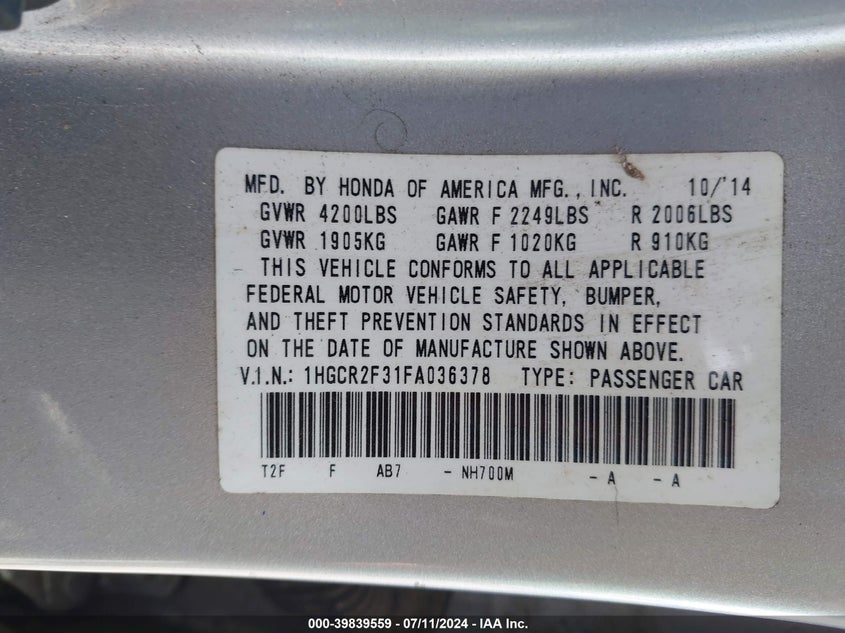 MFD. BY HONDA OF AMERICA MFG., INC. 10/'14
GVWR 4200LBS GAWR F 2249LBS R 2006LBS
GVWR 1905KG GAWR F 1020KG R 910KG
THIS VEHICLE CONFORMS TO ALL APPLICABLE
FEDERAL MOTOR VEHICLE SAFETY, BUMPER,
AND THEFT PREVENTION STANDARDS IN EFFECT
ON THE DATE OF MANUFACTURE SHOWN ABOVE.
V.I.N.: 1HGCR2F31FA036378 TYPE: PASSENGER CAR
T2F F AB7 - NH700M - A - A
000-39839559 - 07/11/2024 - IAA Inc.